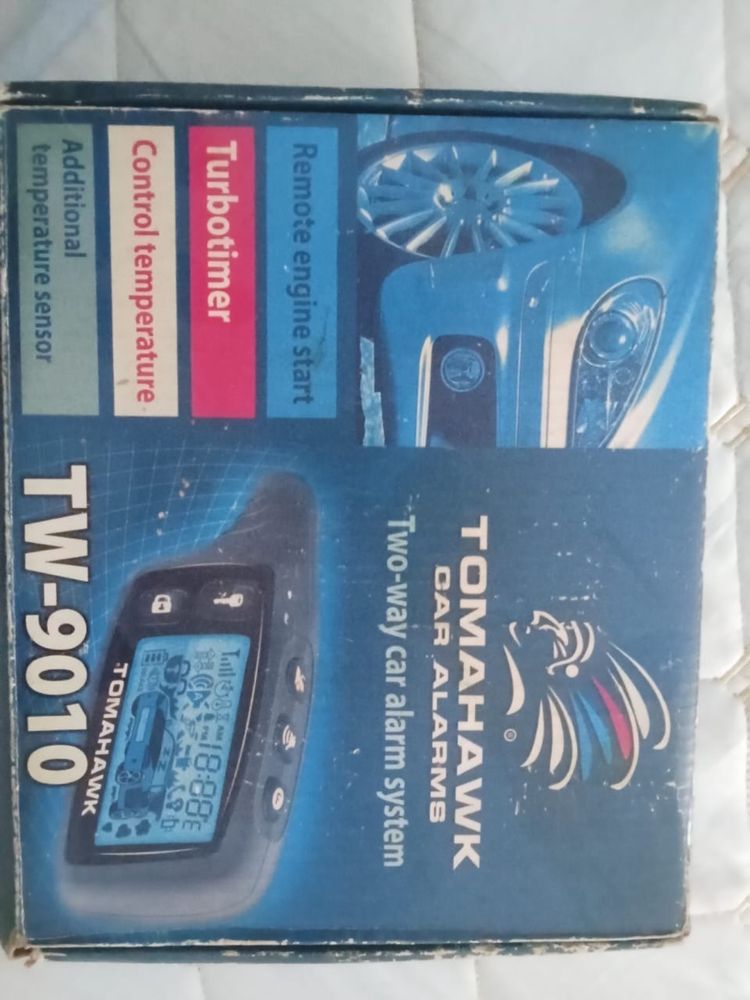 TOMAHAWK
CAR ALARMS
®
Two-way car alarm system
Remote engine start
Turbotimer
Control temperature
Additional
temperature sensor
TOMAHAWK
TW-9010